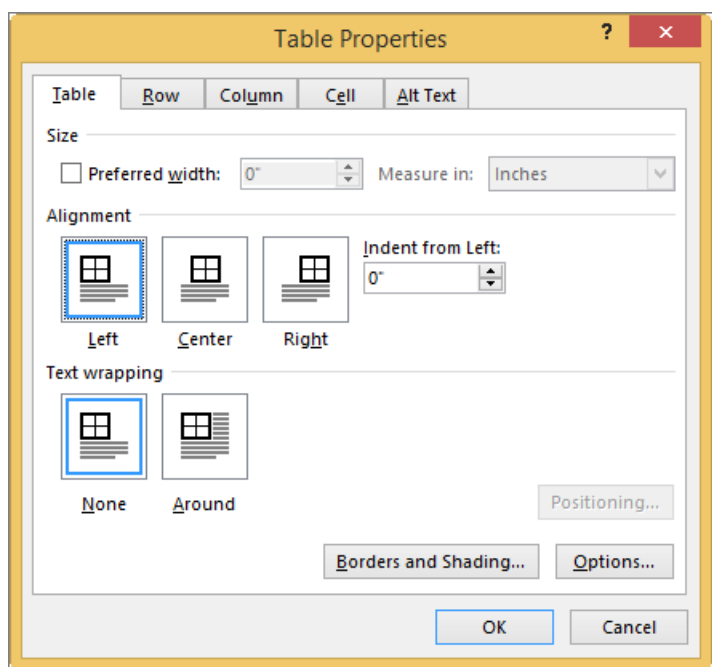 Table Properties ? ×
Table Row Column Cell Alt Text
Size
Preferred width: 0" Measure in: Inches
Alignment
Indent from Left:
0"
Left Center Right
Text wrapping
None Around
Positioning...
Borders and Shading... Options...
OK Cancel